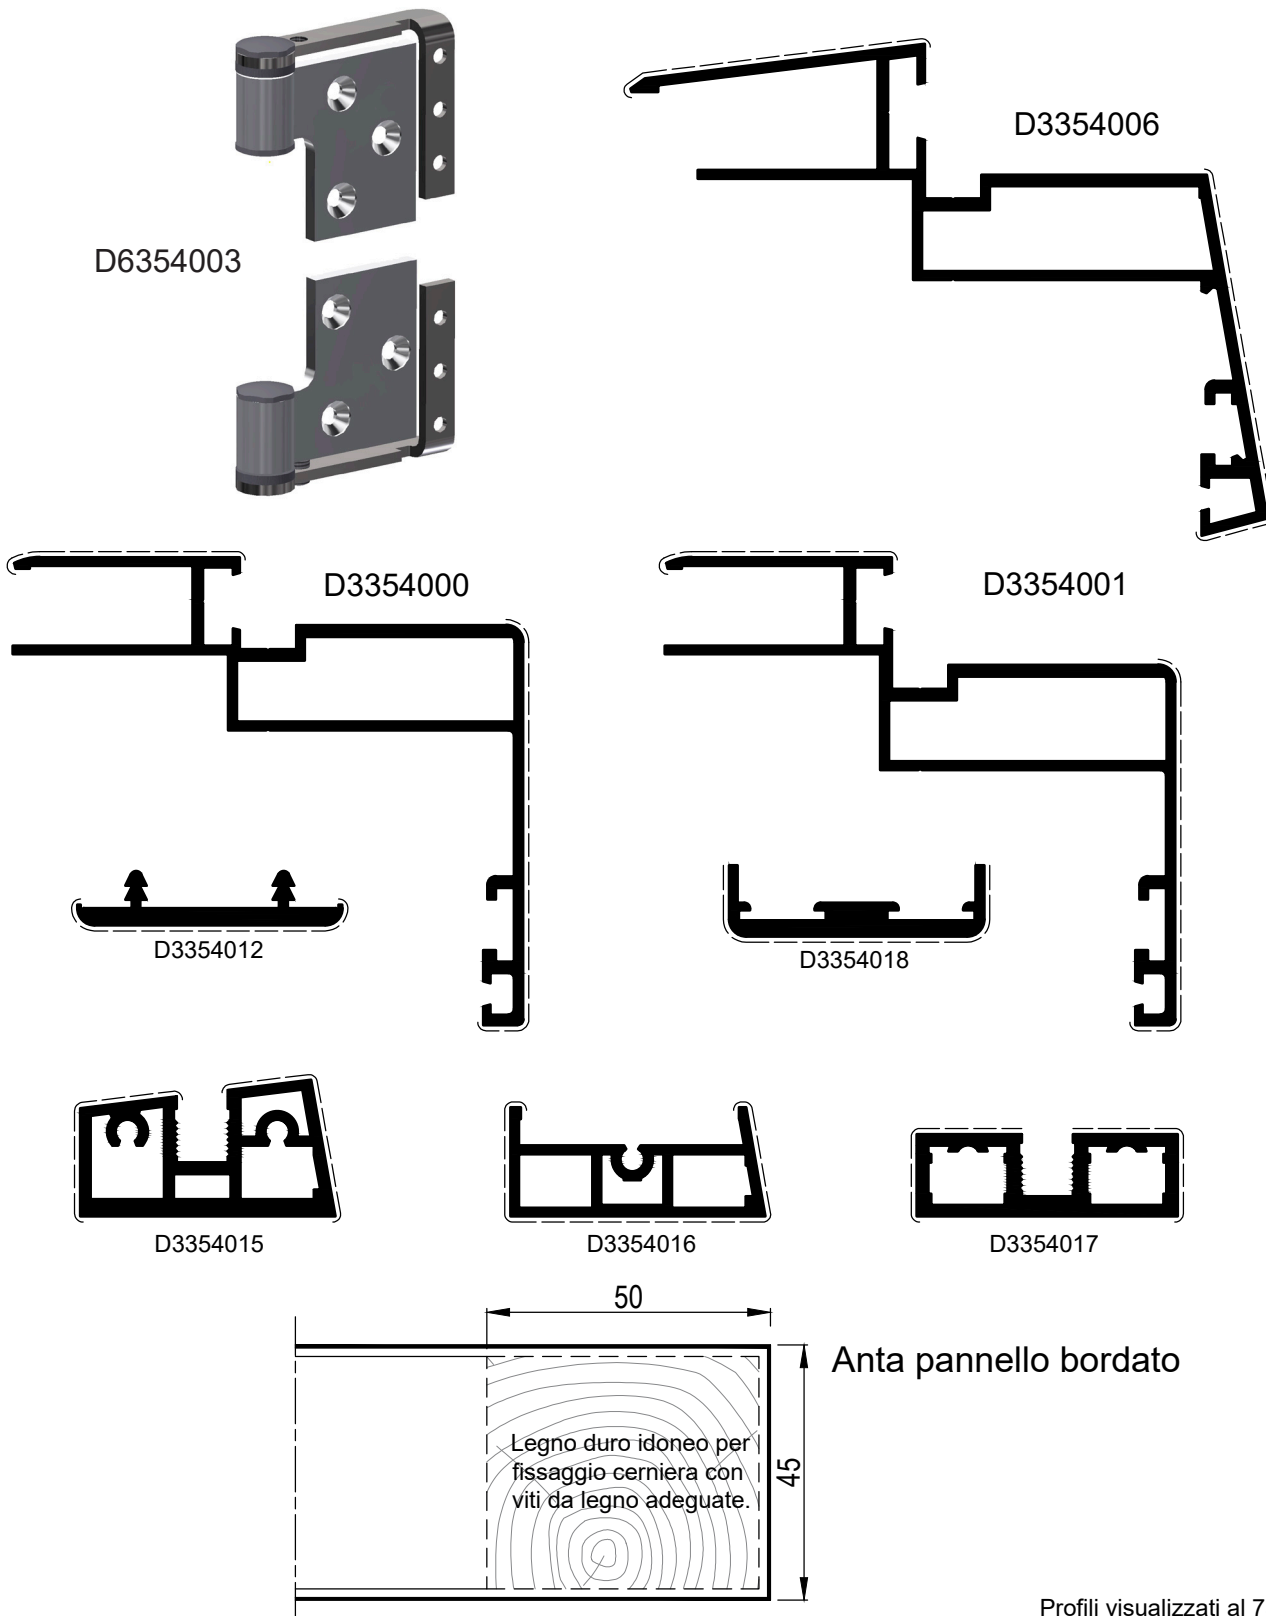 D3354006
D6354003
D3354000
D3354001
D3354012
D3354018
D3354015
D3354016
D3354017
50
Anta pannello bordato
45
Legno duro idoneo per
fissaggio cerniera con
viti da legno adeguate.
Profili visualizzati al 7